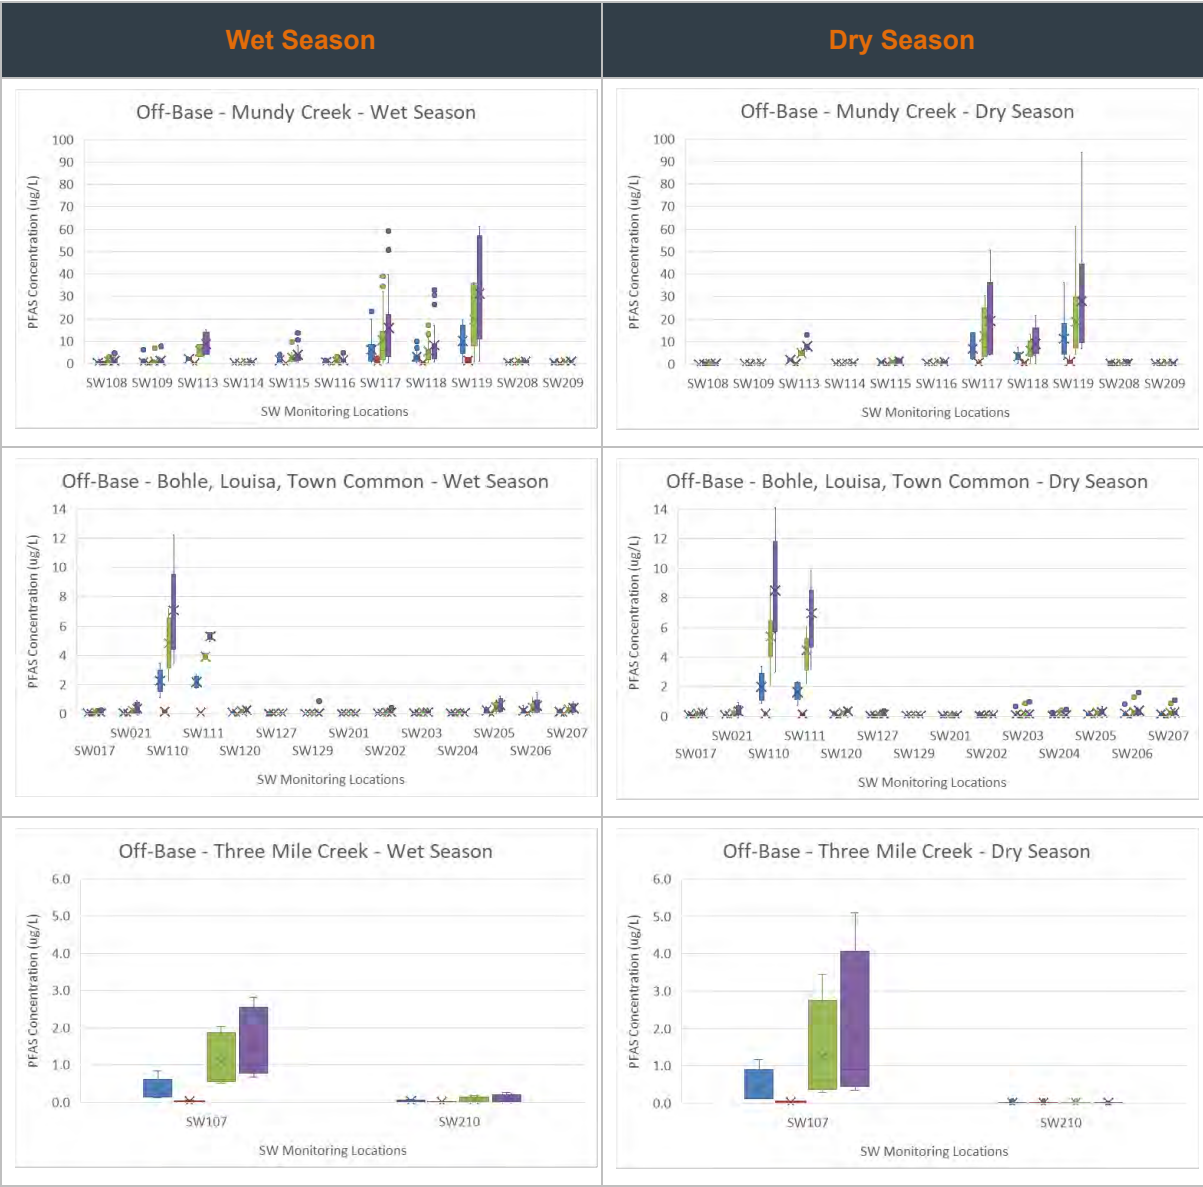 Wet Season
Dry Season
Off-Base - Mundy Creek - Wet Season
PFAS Concentration (ug/L)
100
90
80
70
60
50
40
30
20
10
0
SW108 SW109 SW113 SW114 SW115 SW116 SW117 SW118 SW119 SW208 SW209
SW Monitoring Locations
Off-Base - Mundy Creek - Dry Season
PFAS Concentration (ug/L)
100
90
80
70
60
50
40
30
20
10
0
SW108 SW109 SW113 SW114 SW115 SW116 SW117 SW118 SW119 SW208 SW209
SW Monitoring Locations
Off-Base - Bohle, Louisa, Town Common - Wet Season
PFAS Concentration (ug/L)
14
12
10
8
6
4
2
0
SW021 SW111 SW127 SW201 SW203 SW205 SW207
SW017 SW110 SW120 SW129 SW202 SW204 SW206
SW Monitoring Locations
Off-Base - Bohle, Louisa, Town Common - Dry Season
PFAS Concentration (ug/L)
14
12
10
8
6
4
2
0
SW021 SW111 SW127 SW201 SW203 SW205 SW207
SW017 SW110 SW120 SW129 SW202 SW204 SW206
SW Monitoring Locations
Off-Base - Three Mile Creek - Wet Season
PFAS Concentration (ug/L)
6.0
5.0
4.0
3.0
2.0
1.0
0.0
SW107 SW210
SW Monitoring Locations
Off-Base - Three Mile Creek - Dry Season
PFAS Concentration (ug/L)
6.0
5.0
4.0
3.0
2.0
1.0
0.0
SW107 SW210
SW Monitoring Locations